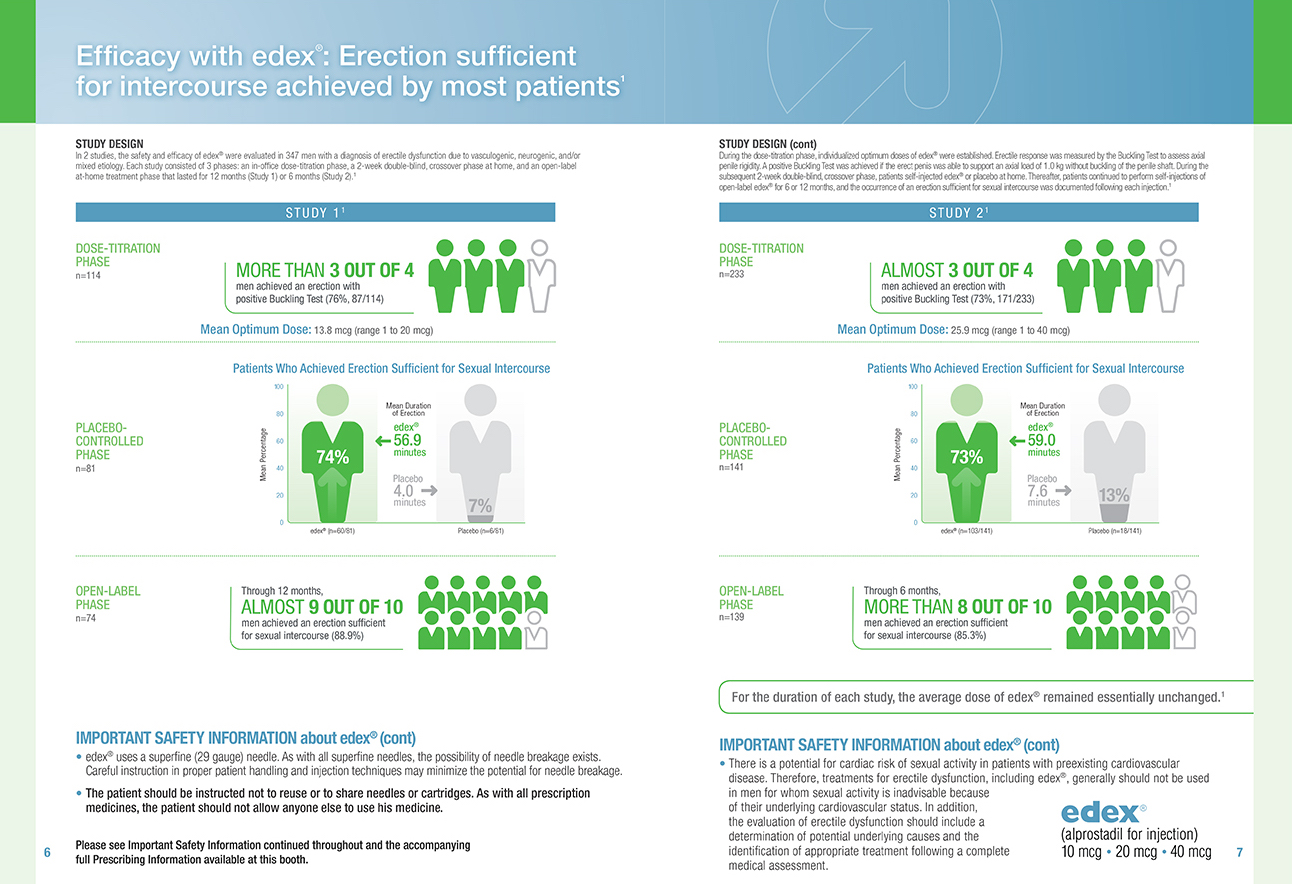 Efficacy with edex®: Erection sufficient
for intercourse achieved by most patients¹
STUDY DESIGN
In 2 studies, the safety and efficacy of edex® were evaluated in 347 men with a diagnosis of erectile dysfunction due to vasculogenic, neurogenic, and/or
mixed etiology. Each study consisted of 3 phases: an in-office dose-titration phase, a 2-week double-blind, crossover phase at home, and an open-label
at-home treatment phase that lasted for 12 months (Study 1) or 6 months (Study 2).¹
STUDY 1¹
DOSE-TITRATION
PHASE
n=114
MORE THAN 3 OUT OF 4
men achieved an erection with
positive Buckling Test (76%, 87/114)
Mean Optimum Dose: 13.8 mcg (range 1 to 20 mcg)
PLACEBO-
CONTROLLED
PHASE
n=81
Patients Who Achieved Erection Sufficient for Sexual Intercourse
Mean Percentage
100
80
60
40
20
0
74%
Mean Duration
of Erection
edex®
56.9
minutes
Placebo
4.0
minutes
7%
edex® (n=60/81)
Placebo (n=6/81)
OPEN-LABEL
PHASE
n=74
Through 12 months,
ALMOST 9 OUT OF 10
men achieved an erection sufficient
for sexual intercourse (88.9%)
IMPORTANT SAFETY INFORMATION about edex® (cont)
• edex® uses a superfine (29 gauge) needle. As with all superfine needles, the possibility of needle breakage exists.
Careful instruction in proper patient handling and injection techniques may minimize the potential for needle breakage.
• The patient should be instructed not to reuse or to share needles or cartridges. As with all prescription
medicines, the patient should not allow anyone else to use his medicine.
Please see Important Safety Information continued throughout and the accompanying
full Prescribing Information available at this booth.
6
STUDY DESIGN (cont)
During the dose-titration phase, individualized optimum doses of edex® were established. Erectile response was measured by the Buckling Test to assess axial
penile rigidity. A positive Buckling Test was achieved if the erect penis was able to support an axial load of 1.0 kg without buckling of the penile shaft. During the
subsequent 2-week double-blind, crossover phase, patients self-injected edex® or placebo at home. Thereafter, patients continued to perform self-injections of
open-label edex® for 6 or 12 months, and the occurrence of an erection sufficient for sexual intercourse was documented following each injection.¹
STUDY 2¹
DOSE-TITRATION
PHASE
n=233
ALMOST 3 OUT OF 4
men achieved an erection with
positive Buckling Test (73%, 171/233)
Mean Optimum Dose: 25.9 mcg (range 1 to 40 mcg)
PLACEBO-
CONTROLLED
PHASE
n=141
Patients Who Achieved Erection Sufficient for Sexual Intercourse
Mean Percentage
100
80
60
40
20
0
73%
Mean Duration
of Erection
edex®
59.0
minutes
Placebo
7.6
minutes
13%
edex® (n=103/141)
Placebo (n=18/141)
OPEN-LABEL
PHASE
n=139
Through 6 months,
MORE THAN 8 OUT OF 10
men achieved an erection sufficient
for sexual intercourse (85.3%)
For the duration of each study, the average dose of edex® remained essentially unchanged.¹
IMPORTANT SAFETY INFORMATION about edex® (cont)
• There is a potential for cardiac risk of sexual activity in patients with preexisting cardiovascular
disease. Therefore, treatments for erectile dysfunction, including edex®, generally should not be used
in men for whom sexual activity is inadvisable because
of their underlying cardiovascular status. In addition,
the evaluation of erectile dysfunction should include a
determination of potential underlying causes and the
identification of appropriate treatment following a complete
medical assessment.
edex®
(alprostadil for injection)
10 mcg • 20 mcg • 40 mcg
7